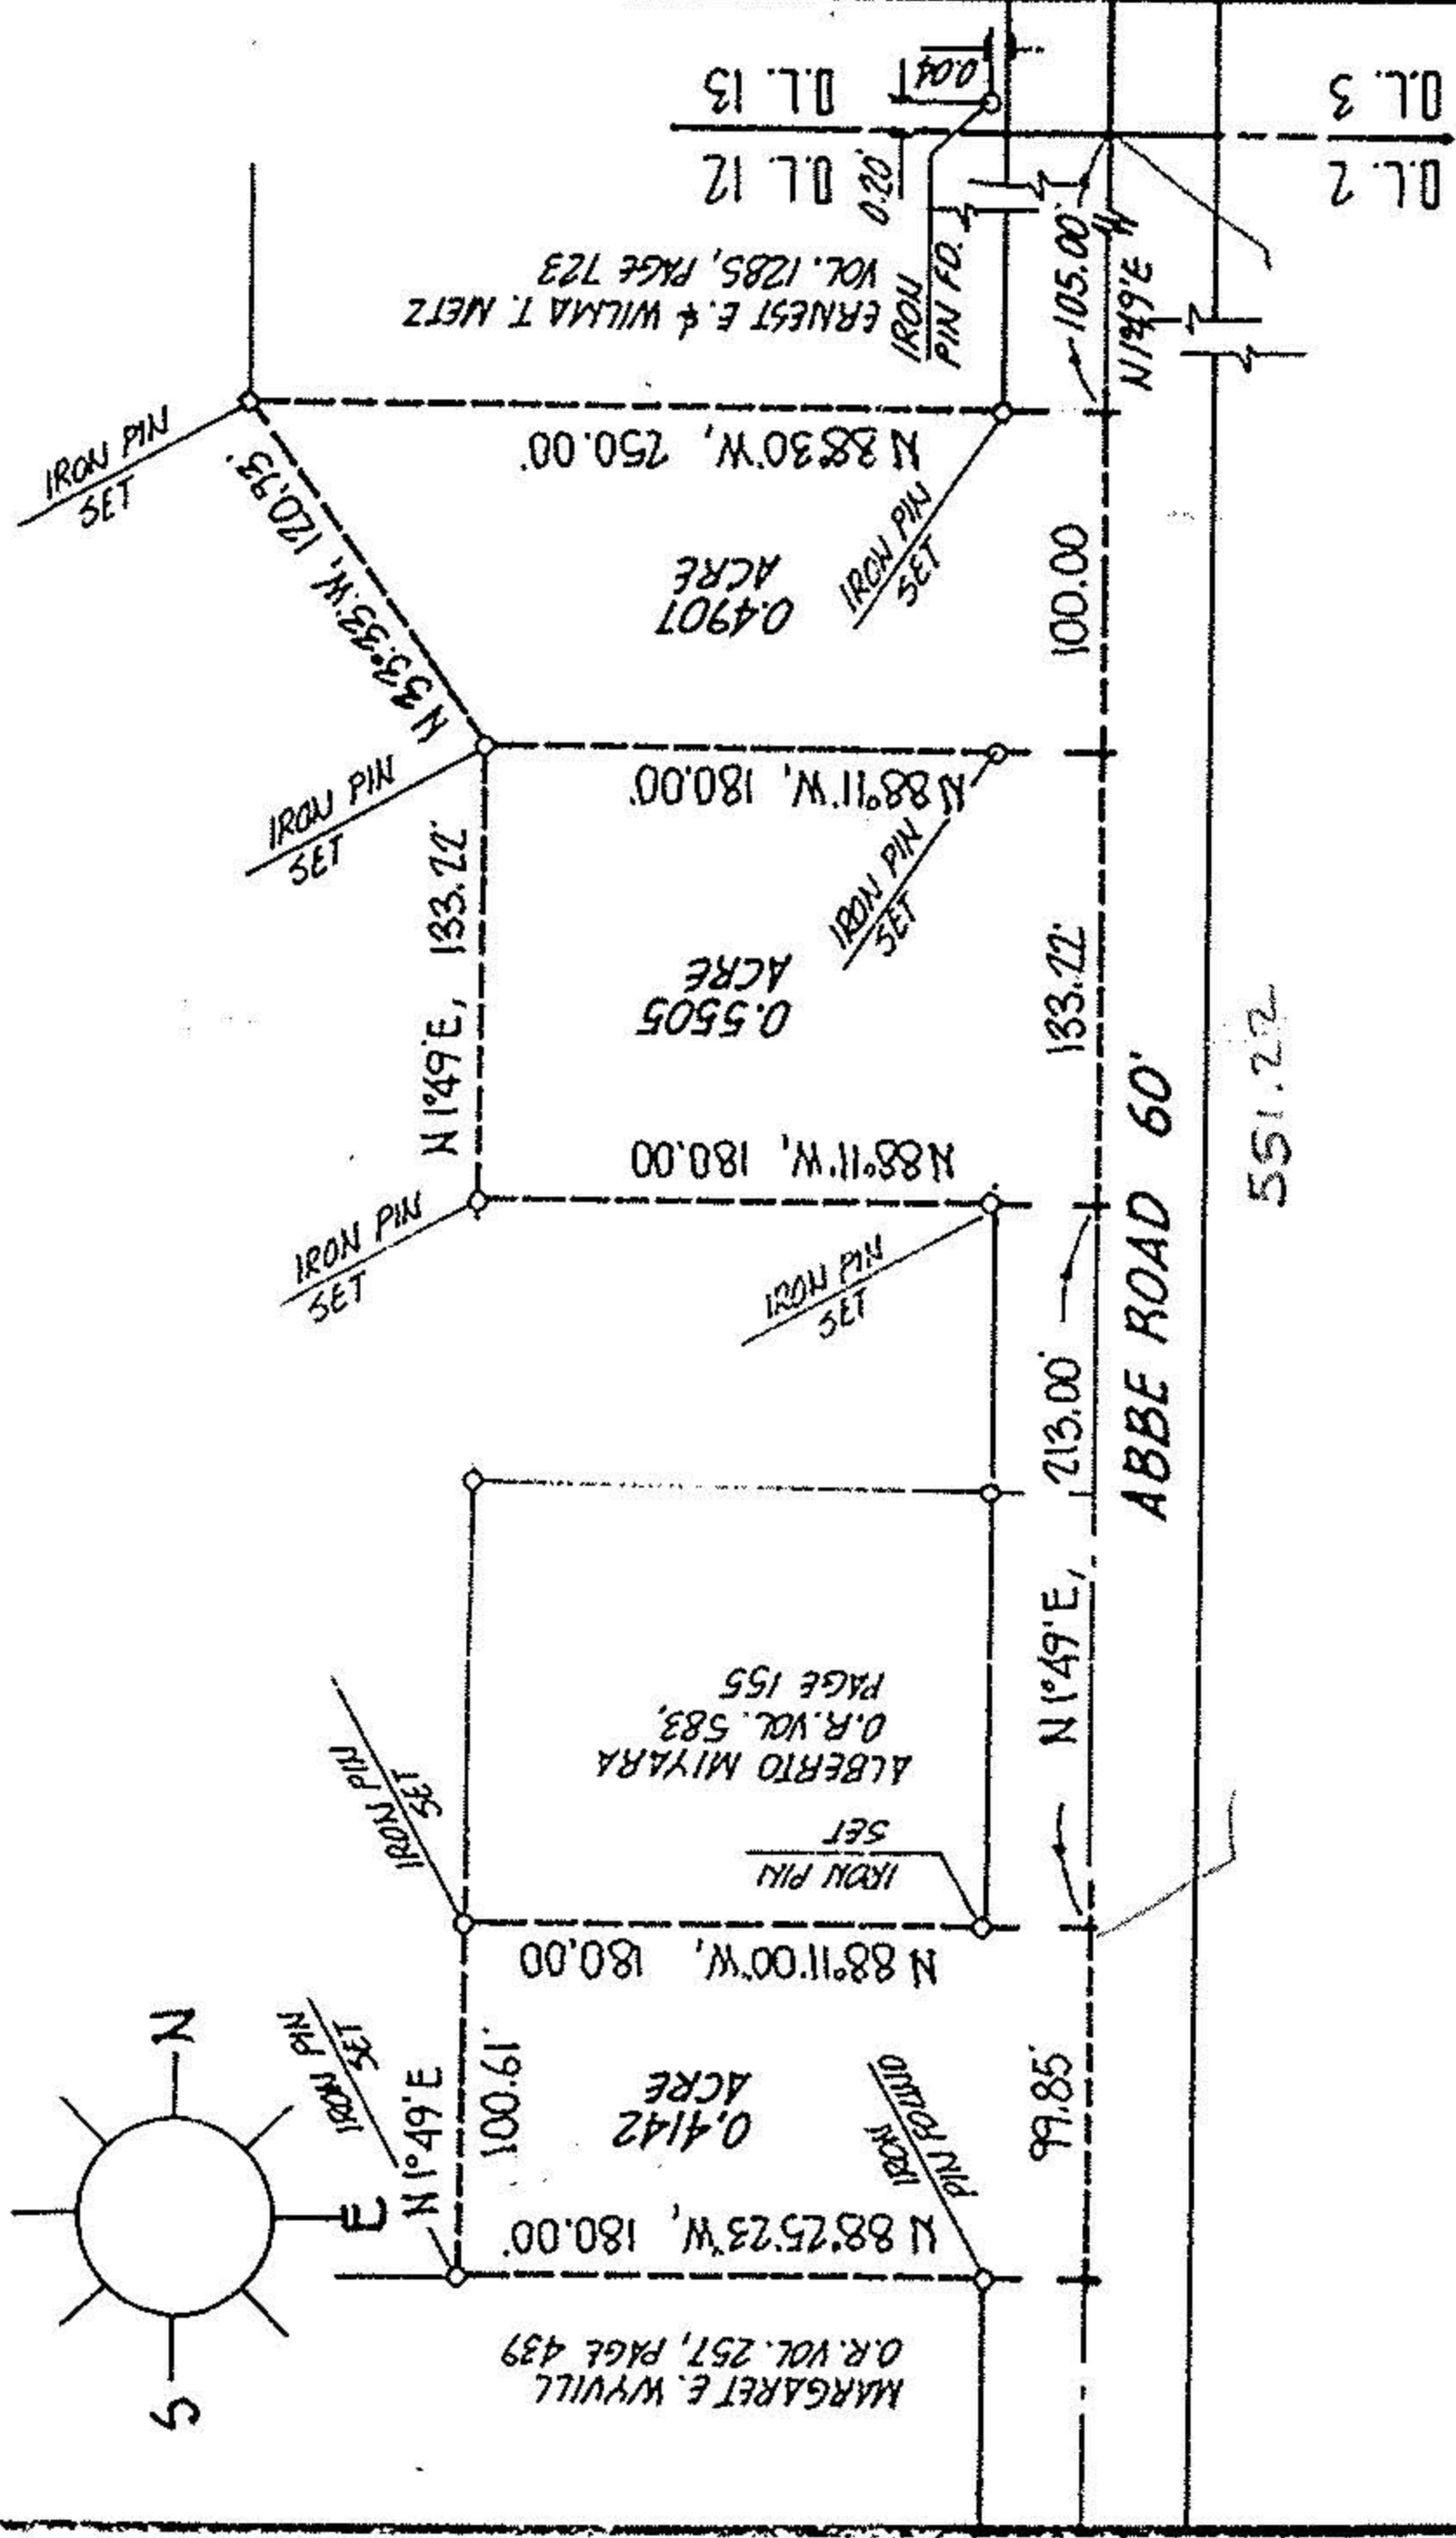 O.L. 13
O.L. 12
O.L. 3
O.L. 2
0.04
0.20'
ERNEST E. & WILMA T. METZ
VOL. 1285, PAGE 723
IRON
PIN FD.
105.00'
N1°49'E
IRON PIN
SET
N 88°30'W, 250.00'
N 33°33'W, 120.93'
0.4907
ACRE
IRON PIN
SET
100.00
IRON PIN
SET
N 88°11'W, 180.00'
IRON PIN
SET
N 1°49'E, 133.22'
0.5505
ACRE
133.22'
N88°11'W, 180.00
IRON PIN
SET
IRON PIN
SET
N 1°49'E, 213.00'
ABBE ROAD 60'
551.22
ALBERTO MIYARA
O.R. VOL. 583,
PAGE 155
IRON PIN
SET
IRON PIN
SET
N 88°11'00"W, 180.00
IRON PIN
SET
N 1°49'E
100.61'
0.4142
ACRE
IRON
PIN FOUND
99.85'
N 88°25'23"W, 180.00'
MARGARET E. WYVILL
O.R. VOL. 257, PAGE 439
N
E
S